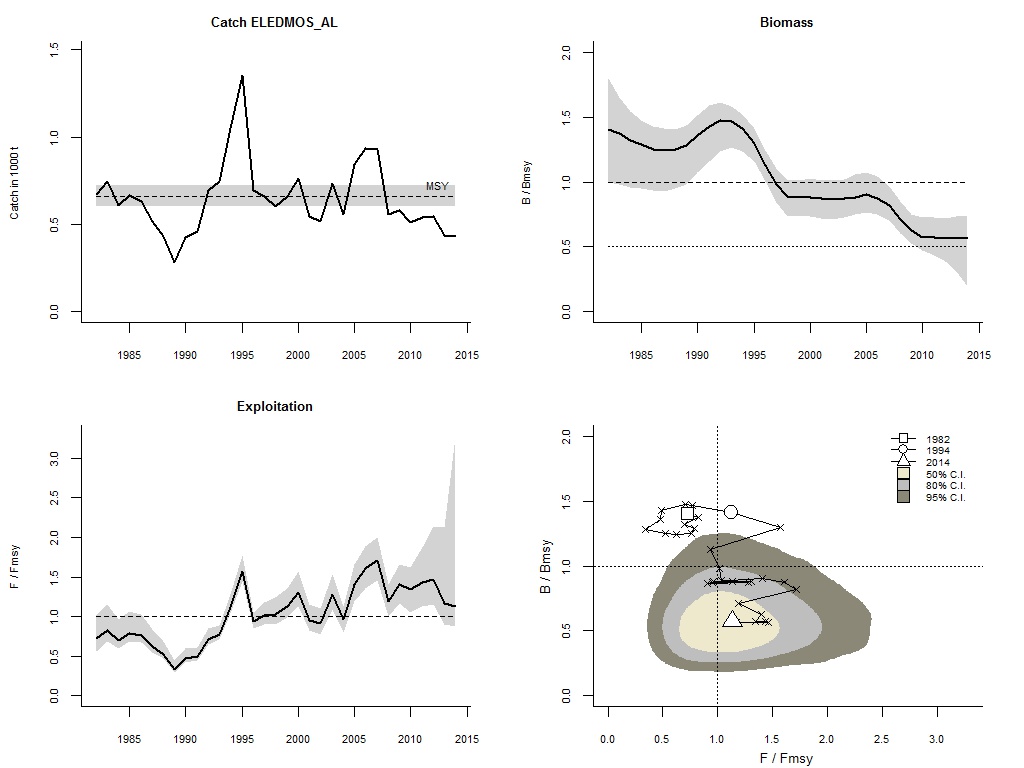 Catch ELEDMOS_AL
Catch in 1000 t
0.0 0.5 1.0 1.5
MSY
1985 1990 1995 2000 2005 2010 2015
Biomass
B / Bmsy
0.0 0.5 1.0 1.5 2.0
1985 1990 1995 2000 2005 2010 2015
Exploitation
F / Fmsy
0.0 0.5 1.0 1.5 2.0 2.5 3.0
1985 1990 1995 2000 2005 2010 2015
B / Bmsy
0.0 0.5 1.0 1.5 2.0
1982
1994
2014
50% C.I.
80% C.I.
95% C.I.
0.0 0.5 1.0 1.5 2.0 2.5 3.0
F / Fmsy